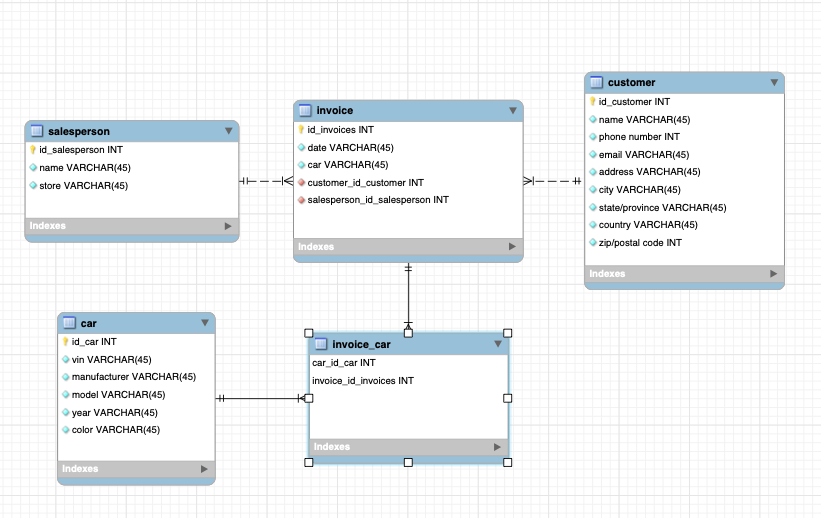 salesperson
id_salesperson INT
name VARCHAR(45)
store VARCHAR(45)
Indexes
invoice
id_invoices INT
date VARCHAR(45)
car VARCHAR(45)
customer_id_customer INT
salesperson_id_salesperson INT
Indexes
customer
id_customer INT
name VARCHAR(45)
phone number INT
email VARCHAR(45)
address VARCHAR(45)
city VARCHAR(45)
state/province VARCHAR(45)
country VARCHAR(45)
zip/postal code INT
Indexes
car
id_car INT
vin VARCHAR(45)
manufacturer VARCHAR(45)
model VARCHAR(45)
year VARCHAR(45)
color VARCHAR(45)
Indexes
invoice_car
car_id_car INT
invoice_id_invoices INT
Indexes